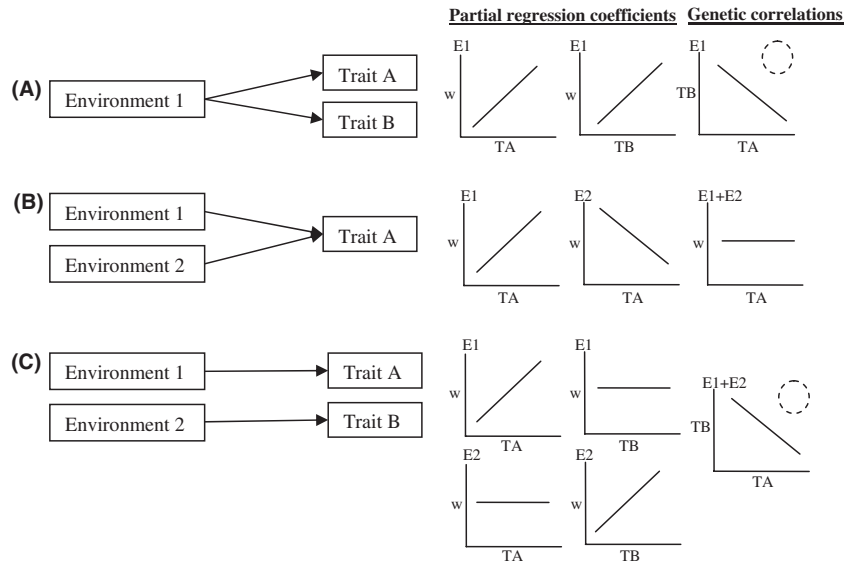 Partial regression coefficients Genetic correlations
(A)
Environment 1
Trait A
Trait B
E1
w
TA
E1
w
TB
E1
TB
TA
(B)
Environment 1
Environment 2
Trait A
E1
w
TA
E2
w
TA
E1+E2
w
TA
(C)
Environment 1
Trait A
Environment 2
Trait B
E1
w
TA
E1
w
TB
E1+E2
TB
TA
E2
w
TA
E2
w
TB